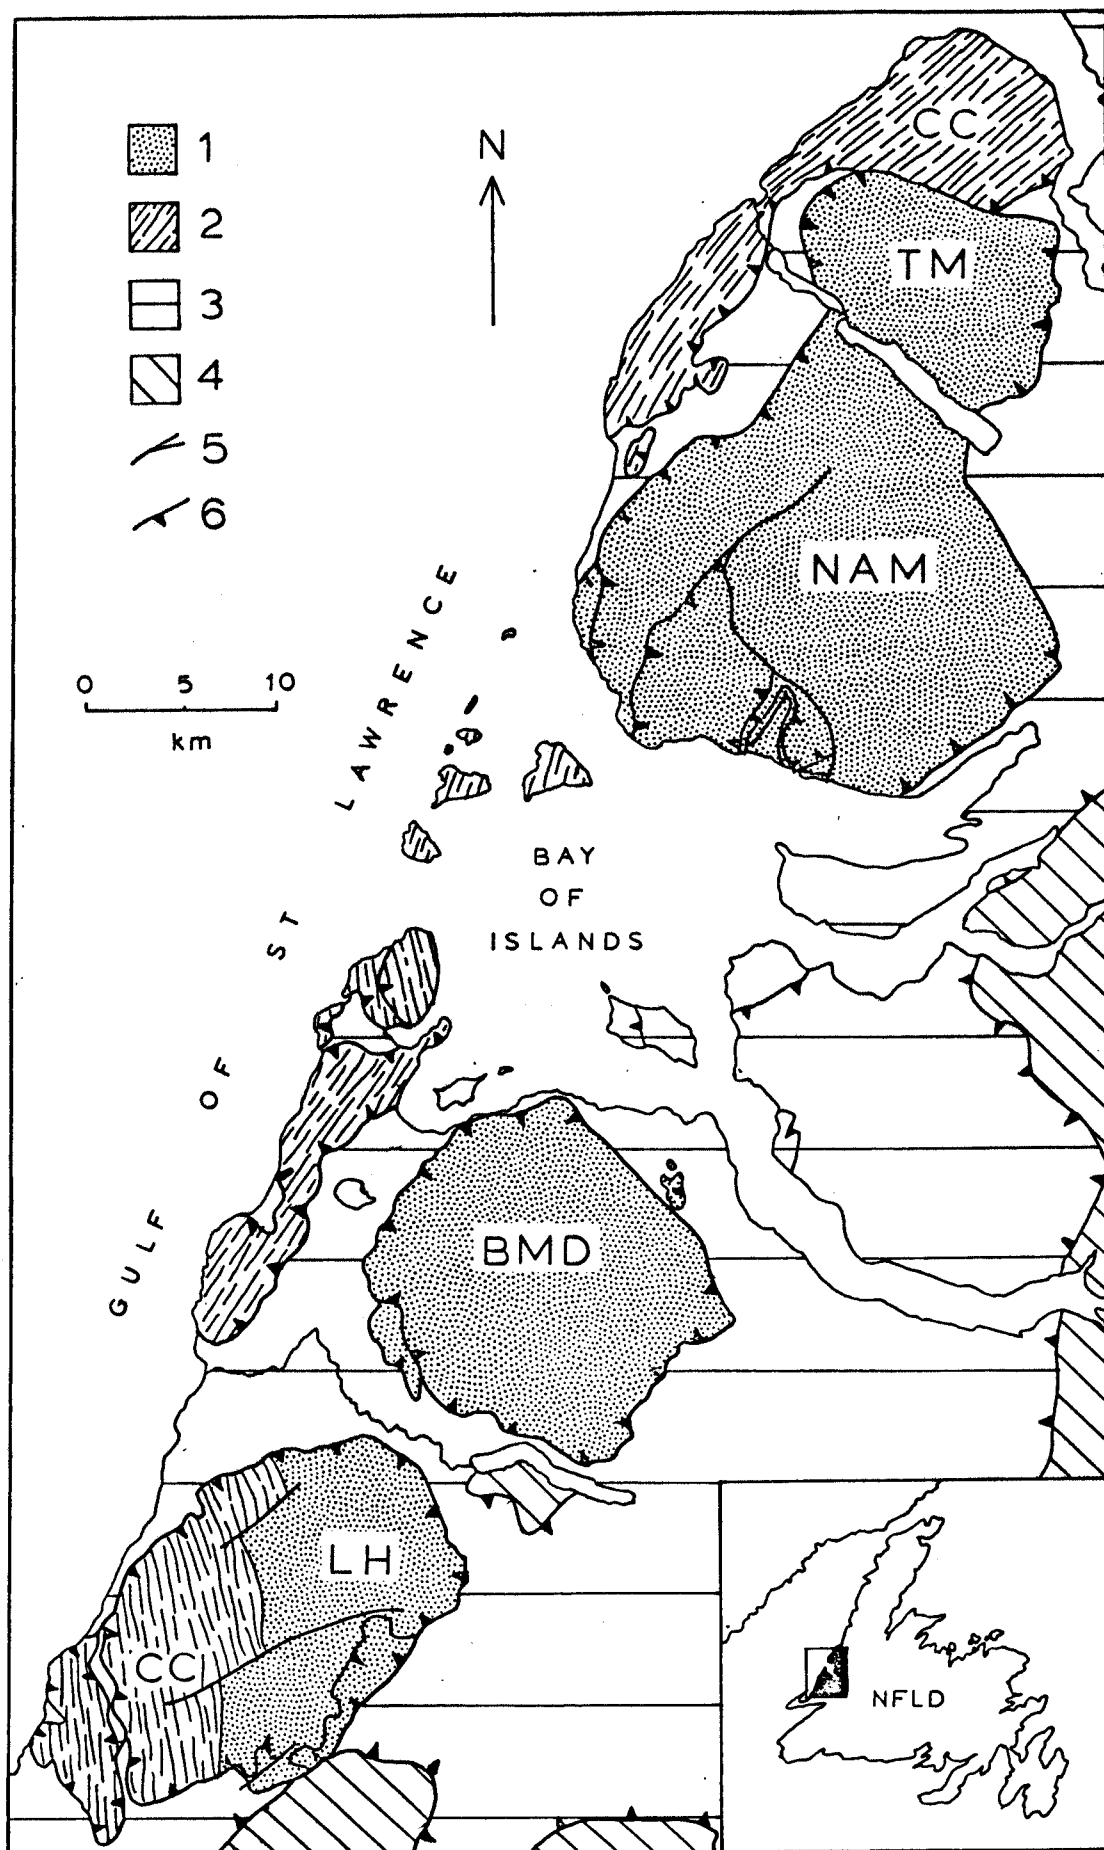 CC
1
N
2
TM
3
4
5
6
NAM
0 5 10
km
GULF OF ST LAWRENCE
BAY
OF
ISLANDS
BMD
LH
CC
NFLD